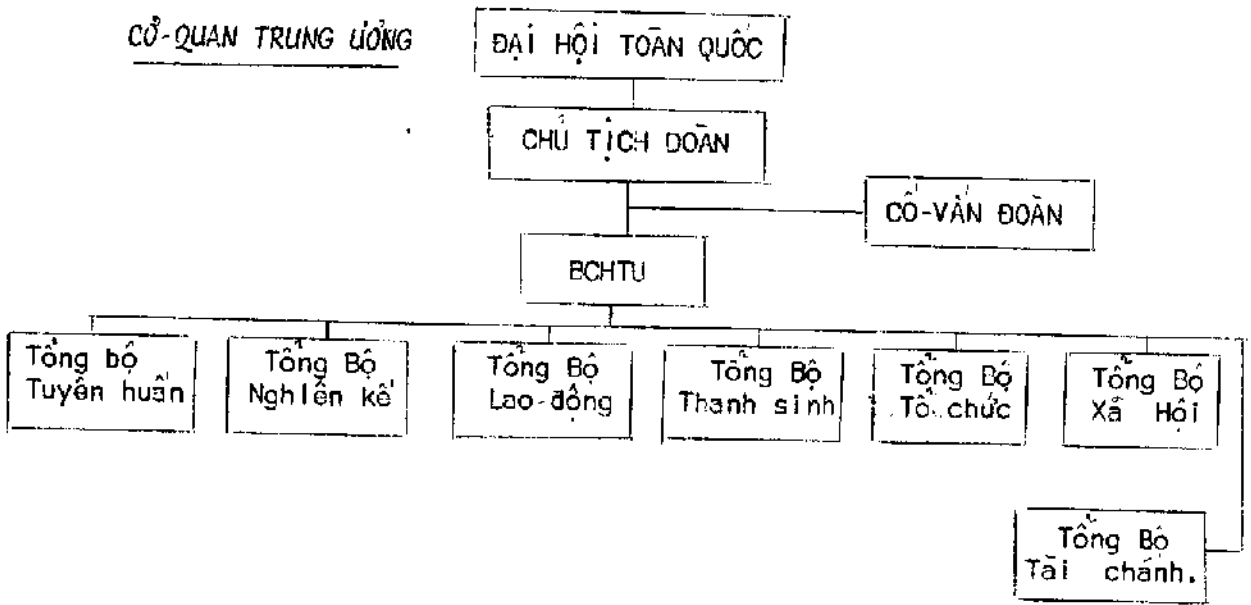 CƠ-QUAN TRUNG ƯƠNG
ĐẠI HỘI TOÀN QUỐC
CHỦ TỊCH DOÀN
CỐ-VẤN ĐOÀN
BCHTU
Tổng bộ
Tuyên huấn
Tổng Bộ
Nghiên kế
Tổng Bộ
Lao-động
Tổng Bộ
Thanh sinh
Tổng Bộ
Tổ chức
Tổng Bộ
Xã Hội
Tổng Bộ
Tài chánh.